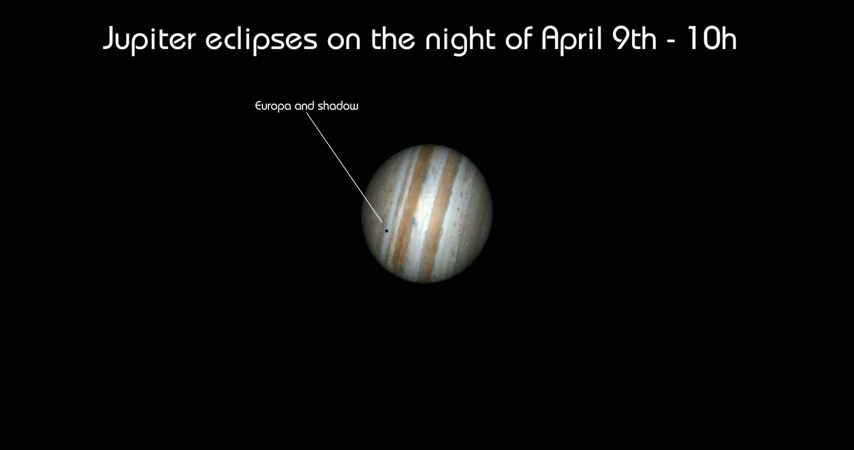 Jupiter eclipses on the night of April 9th - 10h
Europa and shadow